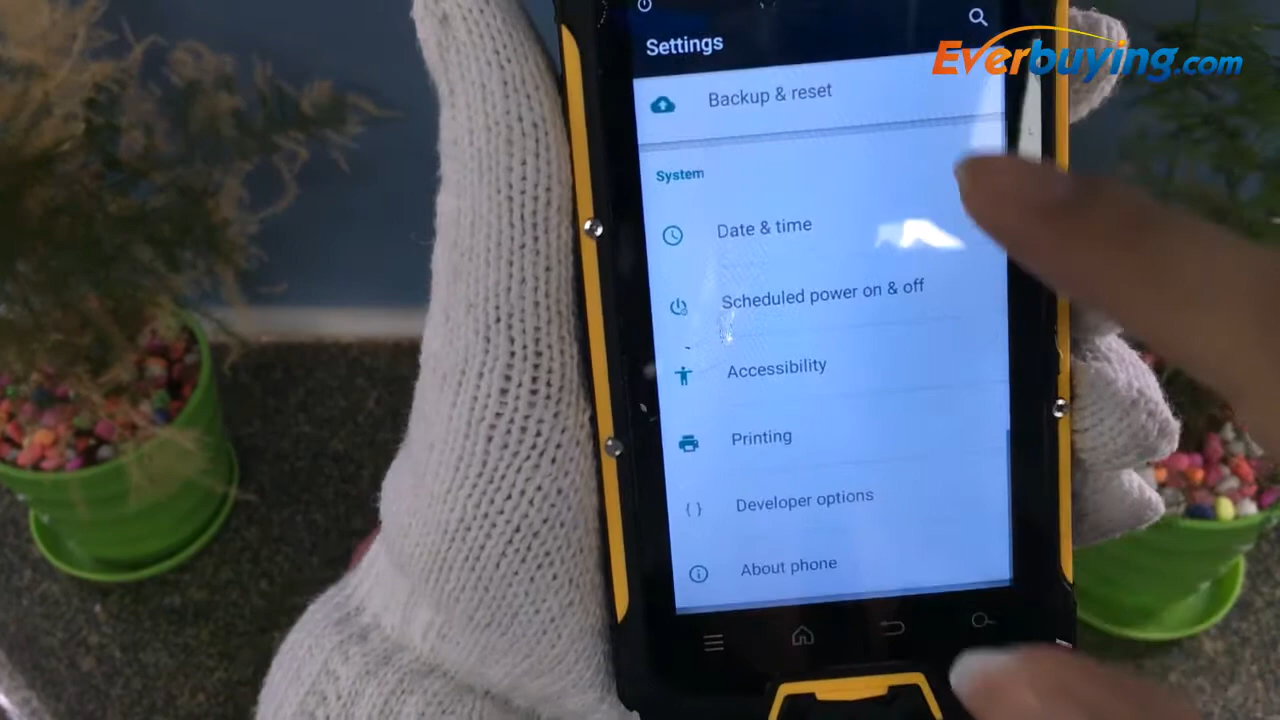 Settings
Everbuying.com
Backup & reset
System
Date & time
Scheduled power on & off
Accessibility
Printing
Developer options
About phone